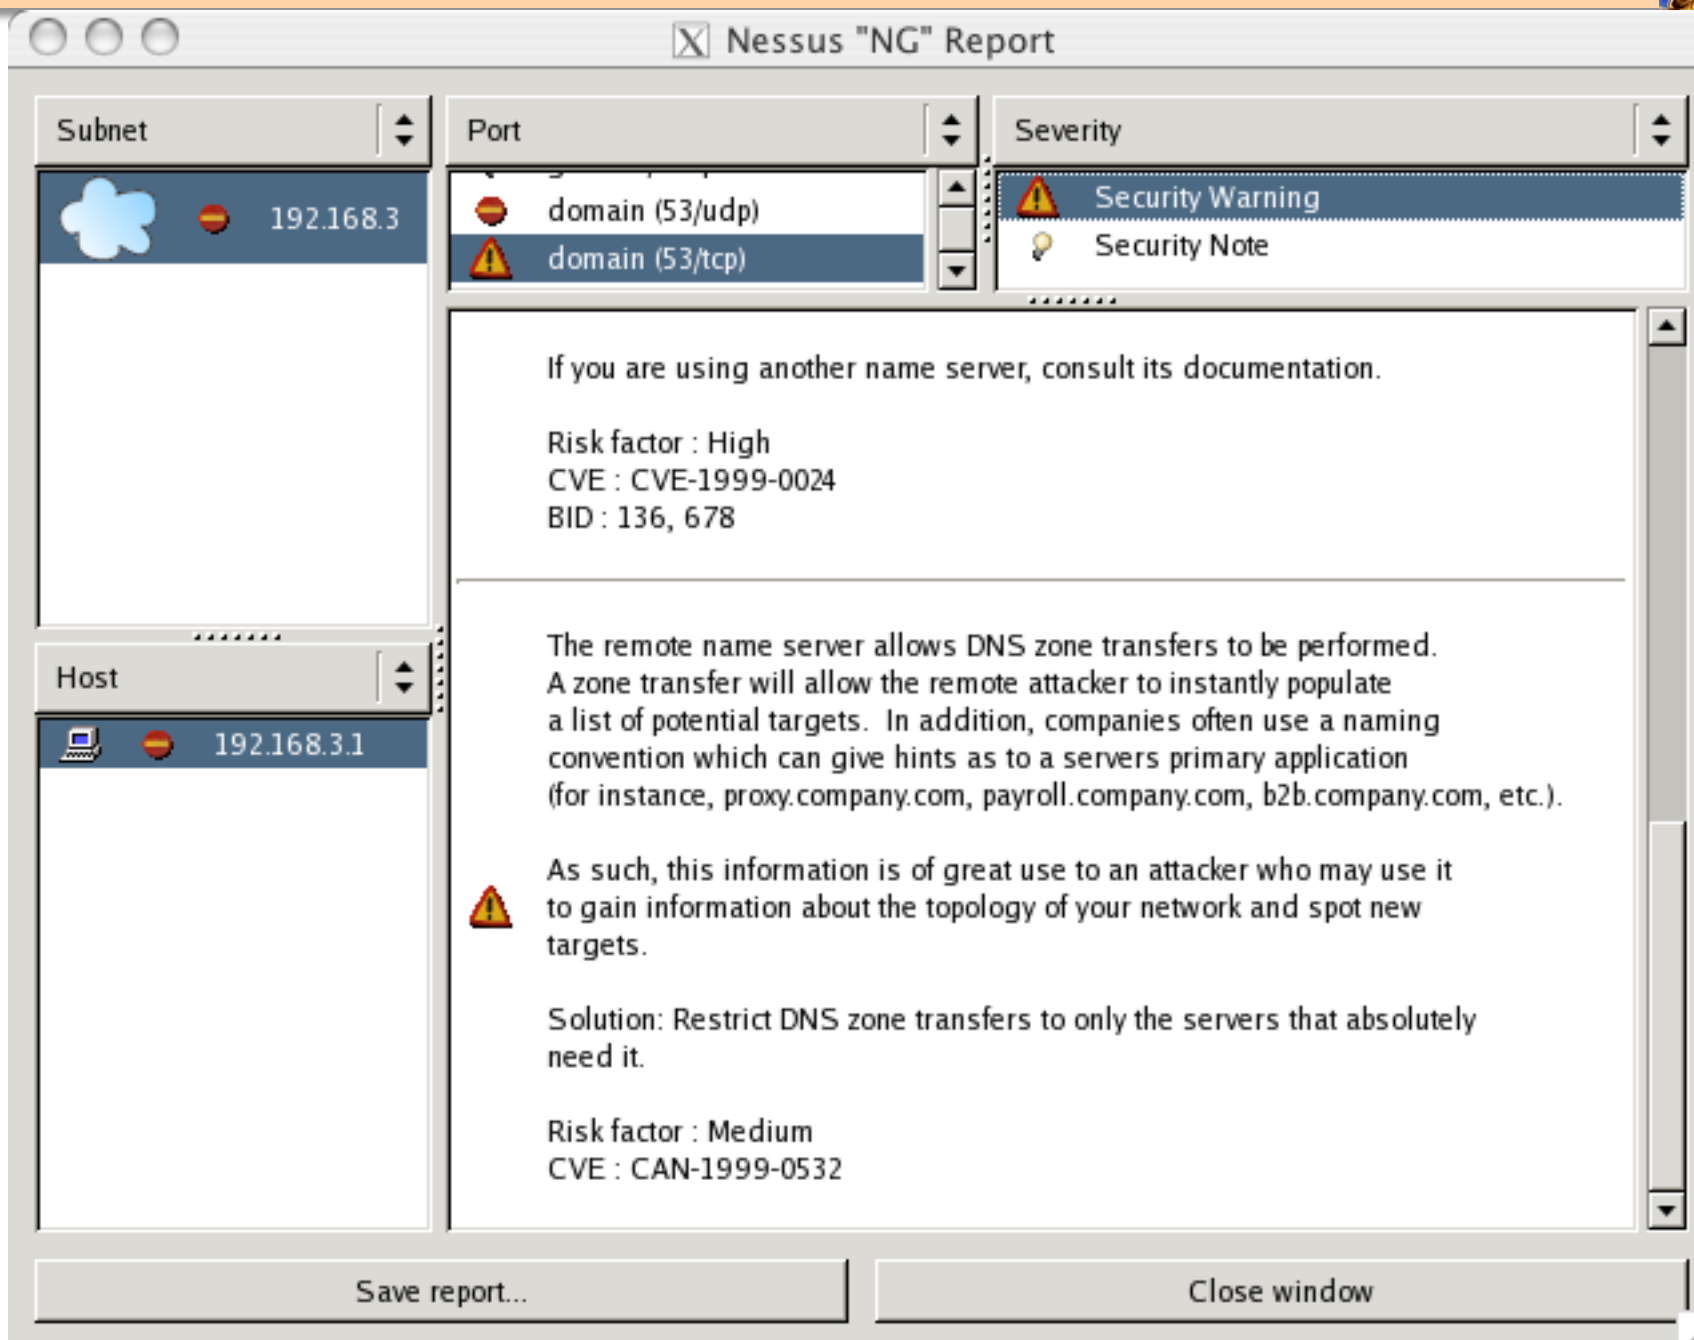 Nessus "NG" Report
Subnet
Port
Severity
192.168.3
domain (53/udp)
domain (53/tcp)
Security Warning
Security Note
If you are using another name server, consult its documentation.
Risk factor : High
CVE : CVE-1999-0024
BID : 136, 678
Host
192.168.3.1
The remote name server allows DNS zone transfers to be performed.
A zone transfer will allow the remote attacker to instantly populate
a list of potential targets.  In addition, companies often use a naming
convention which can give hints as to a servers primary application
(for instance, proxy.company.com, payroll.company.com, b2b.company.com, etc.).
As such, this information is of great use to an attacker who may use it
to gain information about the topology of your network and spot new
targets.
Solution: Restrict DNS zone transfers to only the servers that absolutely
need it.
Risk factor : Medium
CVE : CAN-1999-0532
Save report...
Close window